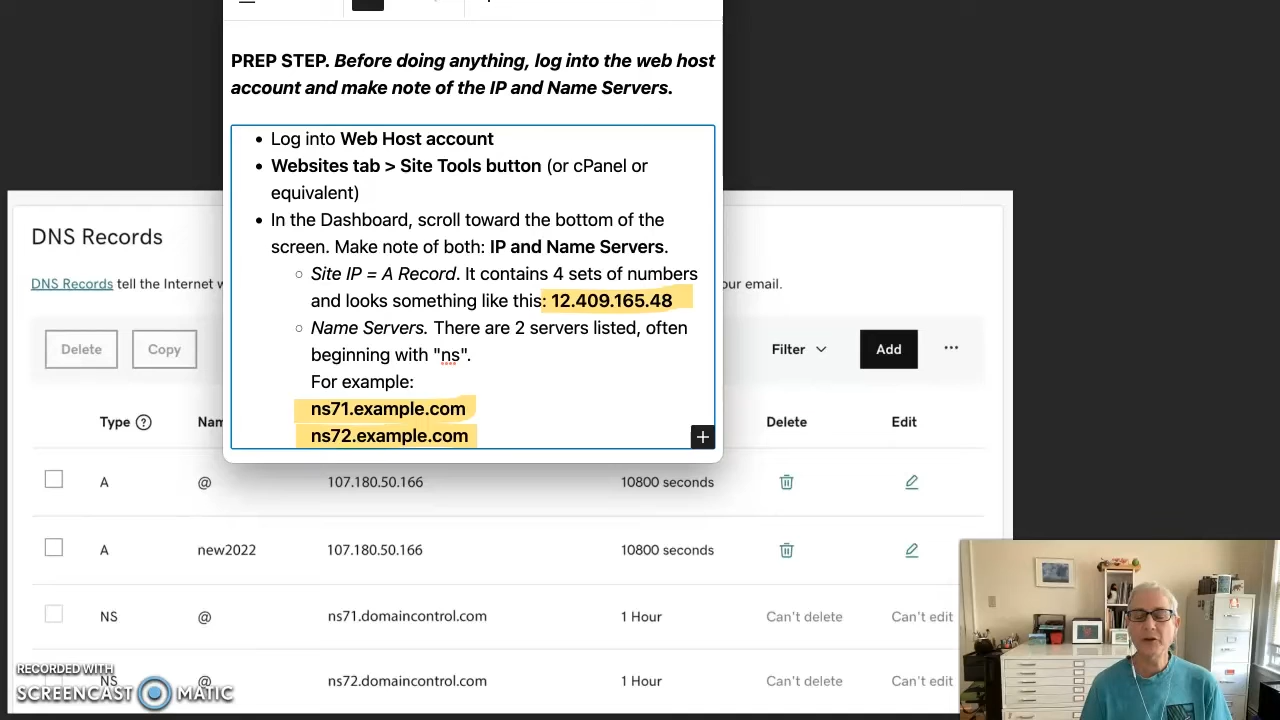 PREP STEP. Before doing anything, log into the web host
account and make note of the IP and Name Servers.
• Log into Web Host account
• Websites tab > Site Tools button (or cPanel or
equivalent)
• In the Dashboard, scroll toward the bottom of the
screen. Make note of both: IP and Name Servers.
◦ Site IP = A Record. It contains 4 sets of numbers
and looks something like this: 12.409.165.48
◦ Name Servers. There are 2 servers listed, often
beginning with "ns".
For example:
ns71.example.com
ns72.example.com
DNS Records
DNS Records tell the Internet your email.
Delete Copy Filter Add
Type Delete Edit
A @ 107.180.50.166 10800 seconds
A new2022 107.180.50.166 10800 seconds
NS @ ns71.domaincontrol.com 1 Hour Can't delete Can't edit
@ ns72.domaincontrol.com 1 Hour Can't delete Can't edit
RECORDED WITH
SCREENCAST MATIC